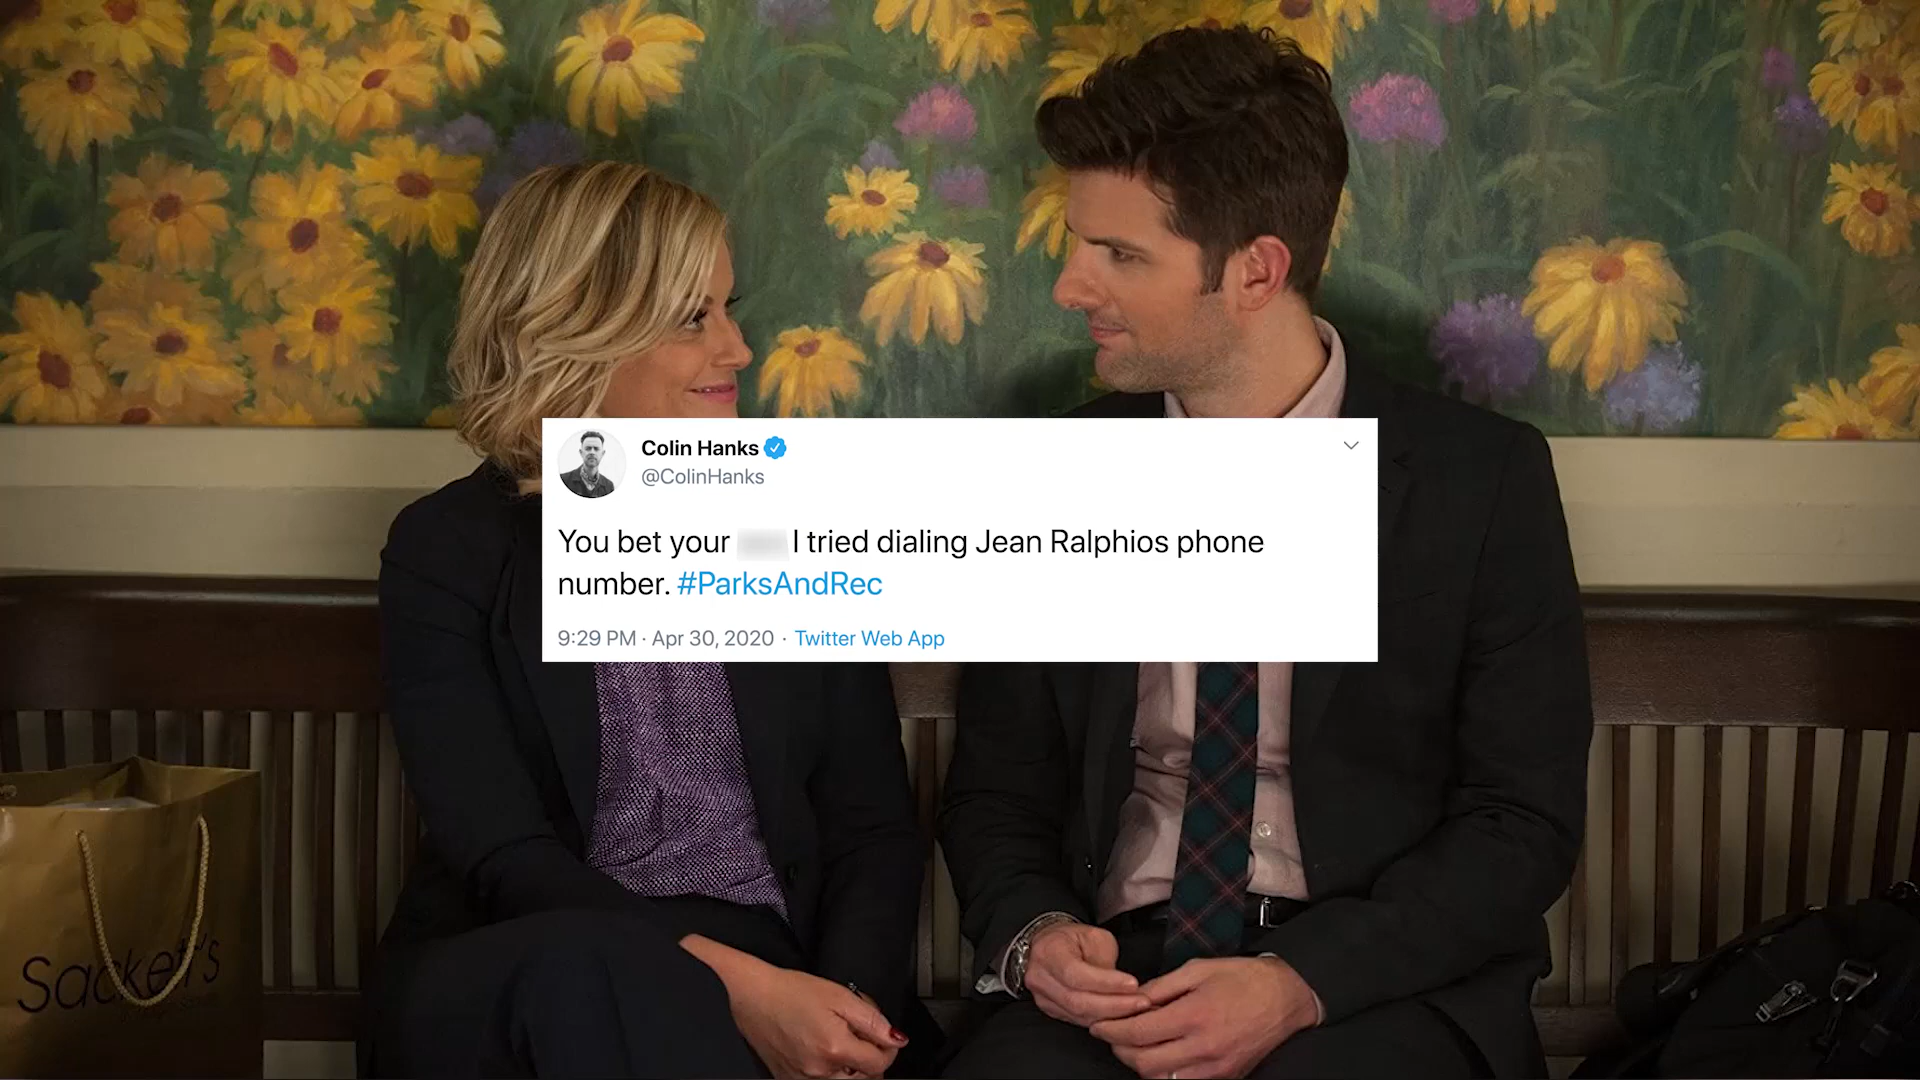 Colin Hanks
@ColinHanks
You bet your I tried dialing Jean Ralphios phone
number. #ParksAndRec
9:29 PM · Apr 30, 2020 · Twitter Web App
Sackett's